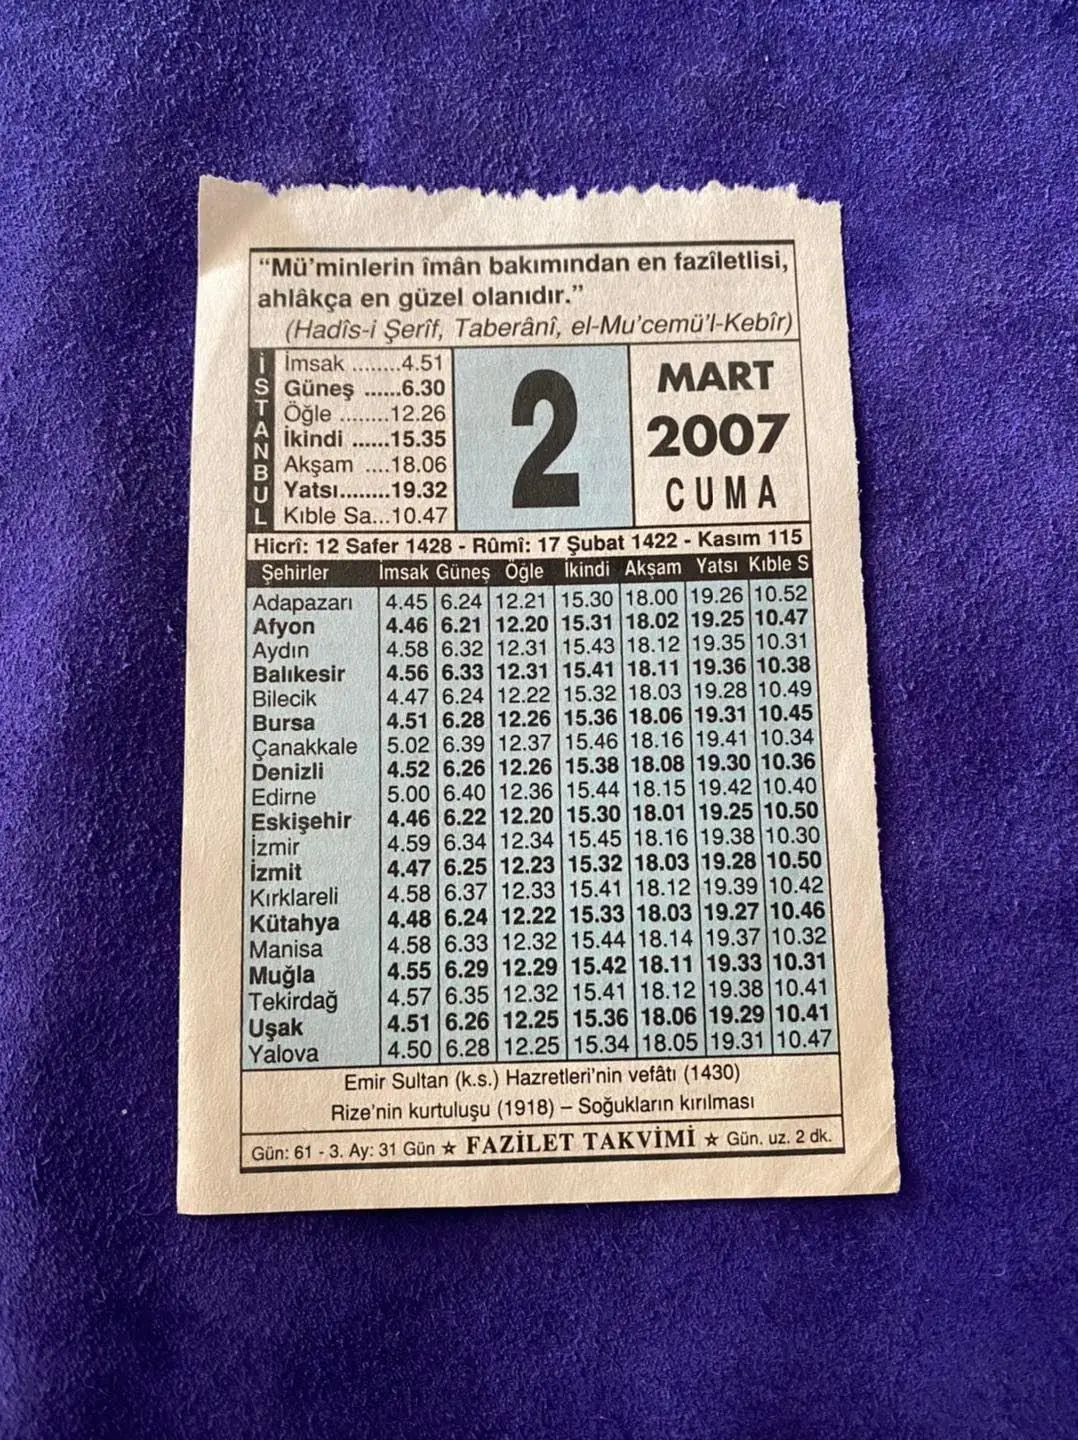 “Mü’minlerin îmân bakımından en fazîletlisi,
ahlâkça en güzel olanıdır.”
(Hadîs-i Şerîf, Taberânî, el-Mu’cemü’l-Kebîr)
İSTANBUL
İmsak ........4.51
Güneş ......6.30
Öğle ........12.26
İkindi ......15.35
Akşam ....18.06
Yatsı........19.32
Kıble Sa...10.47
2
MART
2007
CUMA
Hicrî: 12 Safer 1428 - Rûmî: 17 Şubat 1422 - Kasım 115
Şehirler İmsak Güneş Öğle İkindi Akşam Yatsı Kıble S
Adapazarı 4.45 6.24 12.21 15.30 18.00 19.26 10.52
Afyon 4.46 6.21 12.20 15.31 18.02 19.25 10.47
Aydın 4.58 6.32 12.31 15.43 18.12 19.35 10.31
Balıkesir 4.56 6.33 12.31 15.41 18.11 19.36 10.38
Bilecik 4.47 6.24 12.22 15.32 18.03 19.28 10.49
Bursa 4.51 6.28 12.26 15.36 18.06 19.31 10.45
Çanakkale 5.02 6.39 12.37 15.46 18.16 19.41 10.34
Denizli 4.52 6.26 12.26 15.38 18.08 19.30 10.36
Edirne 5.00 6.40 12.36 15.44 18.15 19.42 10.40
Eskişehir 4.46 6.22 12.20 15.30 18.01 19.25 10.50
İzmir 4.59 6.34 12.34 15.45 18.16 19.38 10.30
İzmit 4.47 6.25 12.23 15.32 18.03 19.28 10.50
Kırklareli 4.58 6.37 12.33 15.41 18.12 19.39 10.42
Kütahya 4.48 6.24 12.22 15.33 18.03 19.27 10.46
Manisa 4.58 6.33 12.32 15.44 18.14 19.37 10.32
Muğla 4.55 6.29 12.29 15.42 18.11 19.33 10.31
Tekirdağ 4.57 6.35 12.32 15.41 18.12 19.38 10.41
Uşak 4.51 6.26 12.25 15.36 18.06 19.29 10.41
Yalova 4.50 6.28 12.25 15.34 18.05 19.31 10.47
Emir Sultan (k.s.) Hazretleri’nin vefâtı (1430)
Rize’nin kurtuluşu (1918) – Soğukların kırılması
Gün: 61 - 3. Ay: 31 Gün ☆ FAZİLET TAKVİMİ ☆ Gün. uz. 2 dk.